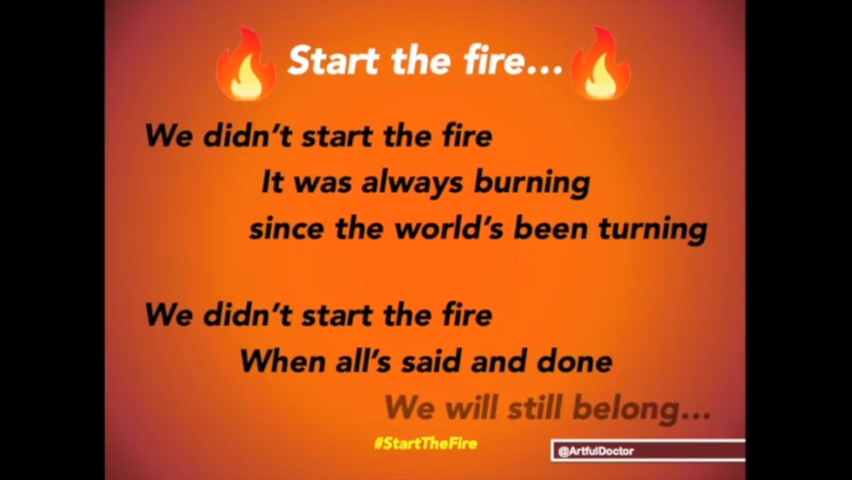 Start the fire...
We didn't start the fire
It was always burning
since the world's been turning
We didn't start the fire
When all's said and done
We will still belong...
#StartTheFire
@ArtfulDoctor